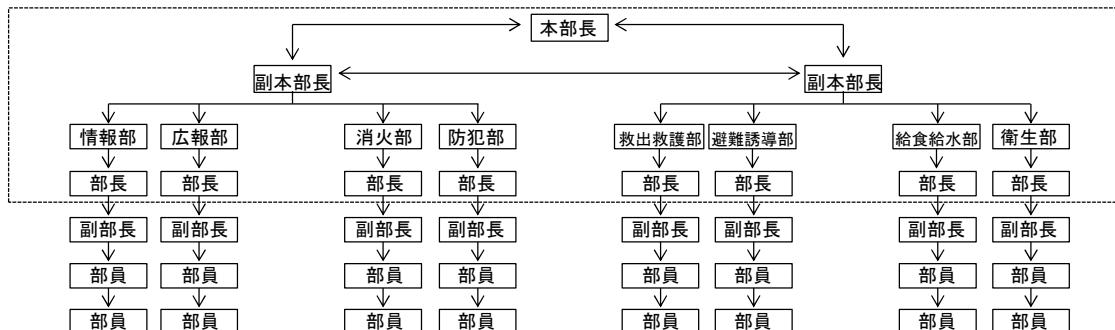 本部長
副本部長 副本部長
情報部 広報部 消火部 防犯部 救出救護部 避難誘導部 給食給水部 衛生部
部長 部長 部長 部長 部長 部長 部長 部長
副部長 副部長 副部長 副部長 副部長 副部長 副部長 副部長
部員 部員 部員 部員 部員 部員 部員 部員
部員 部員 部員 部員 部員 部員 部員 部員